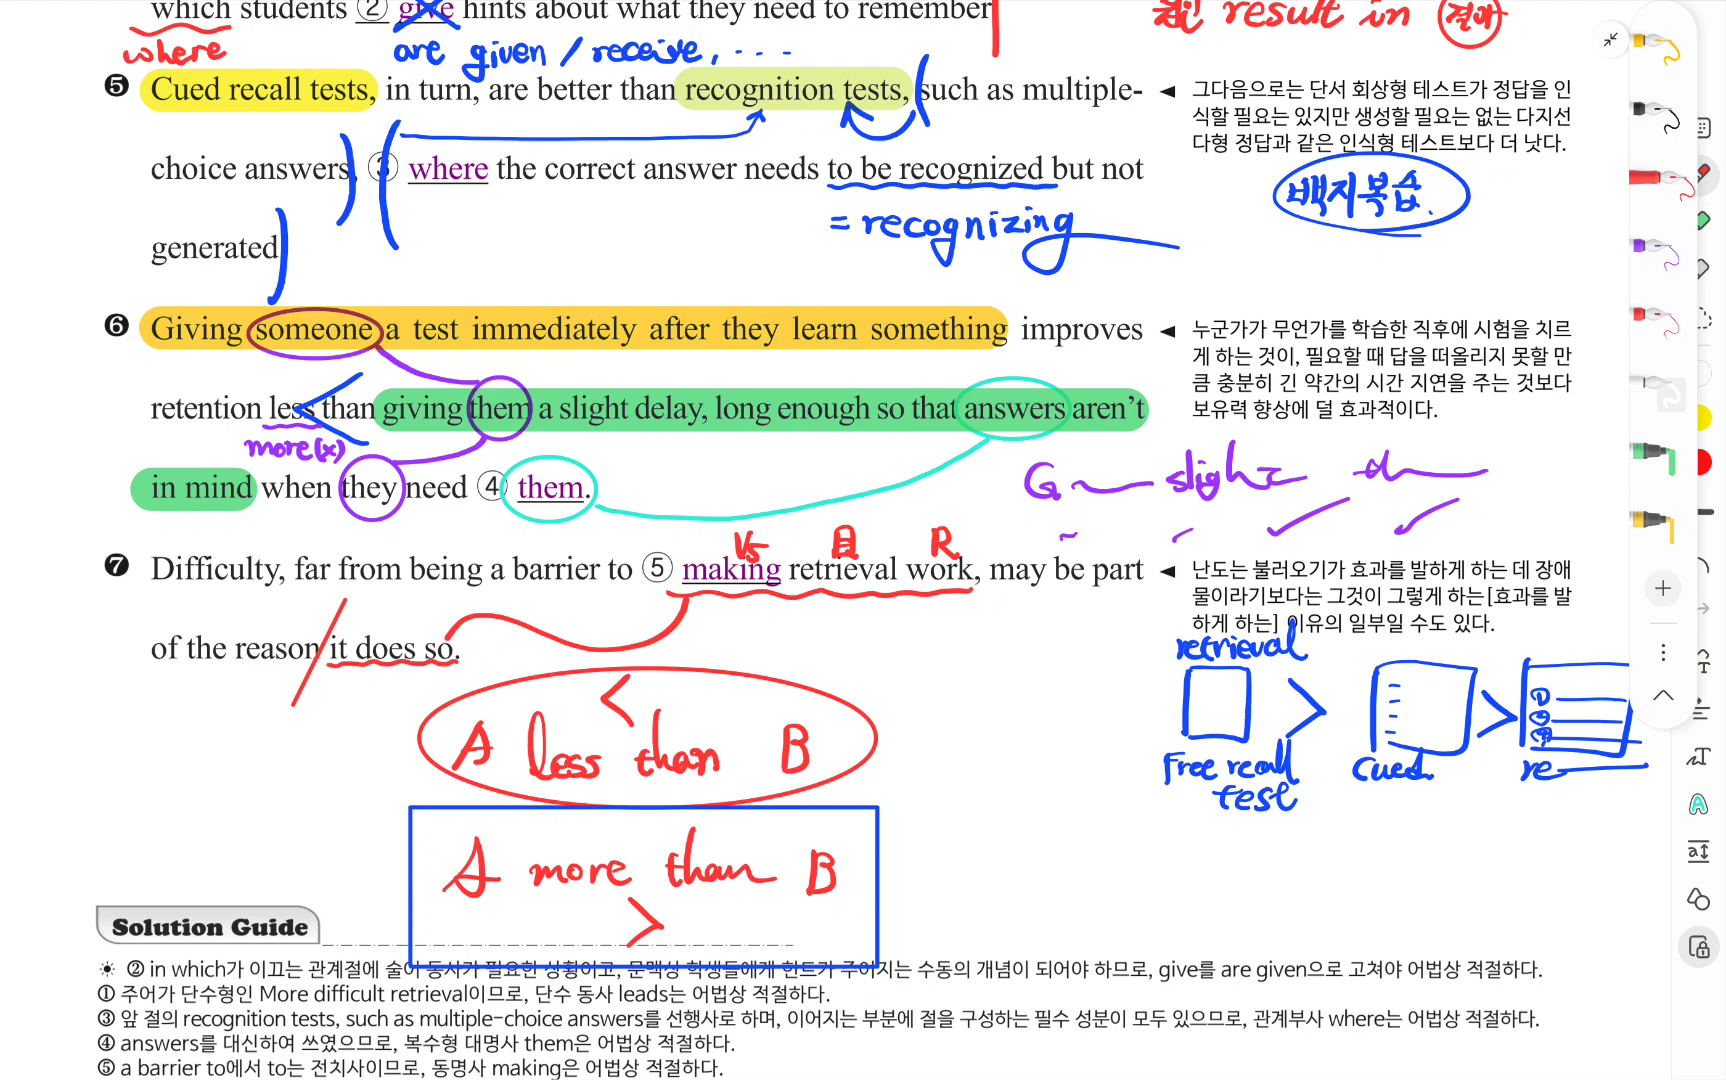 which students ② give hints about what they need to remember
where
are given / receive, ...
result in
❺ Cued recall tests, in turn, are better than recognition tests, such as multiple-
choice answers, ③ where the correct answer needs to be recognized but not
= recognizing
generated
◄ 그다음으로는 단서 회상형 테스트가 정답을 인
식할 필요는 있지만 생성할 필요는 없는 다지선
다형 정답과 같은 인식형 테스트보다 더 낫다.
백지복습.
❻ Giving someone a test immediately after they learn something improves
retention less than giving them a slight delay, long enough so that answers aren't
more(x)
in mind when they need ④ them.
◄ 누군가가 무언가를 학습한 직후에 시험을 치르
게 하는 것이, 필요할 때 답을 떠올리지 못할 만
큼 충분히 긴 약간의 시간 지연을 주는 것보다
보유력 향상에 덜 효과적이다.
G slight d
❼ Difficulty, far from being a barrier to ⑤ making retrieval work, may be part
of the reason it does so.
◄ 난도는 불러오기가 효과를 발하게 하는 데 장애
물이라기보다는 그것이 그렇게 하는[효과를 발
하게 하는] 이유의 일부일 수도 있다.
retrieval
> >
Free recall test
Cued
re
<
A less than B
A more than B
>
Solution Guide
☀ ② in which가 이끄는 관계절에 술어 동사가 필요한 상황이고, 문맥상 학생들에게 힌트가 주어지는 수동의 개념이 되어야 하므로, give를 are given으로 고쳐야 어법상 적절하다.
① 주어가 단수형인 More difficult retrieval이므로, 단수 동사 leads는 어법상 적절하다.
③ 앞 절의 recognition tests, such as multiple-choice answers를 선행사로 하며, 이어지는 부분에 절을 구성하는 필수 성분이 모두 있으므로, 관계부사 where는 어법상 적절하다.
④ answers를 대신하여 쓰였으므로, 복수형 대명사 them은 어법상 적절하다.
⑤ a barrier to에서 to는 전치사이므로, 동명사 making은 어법상 적절하다.